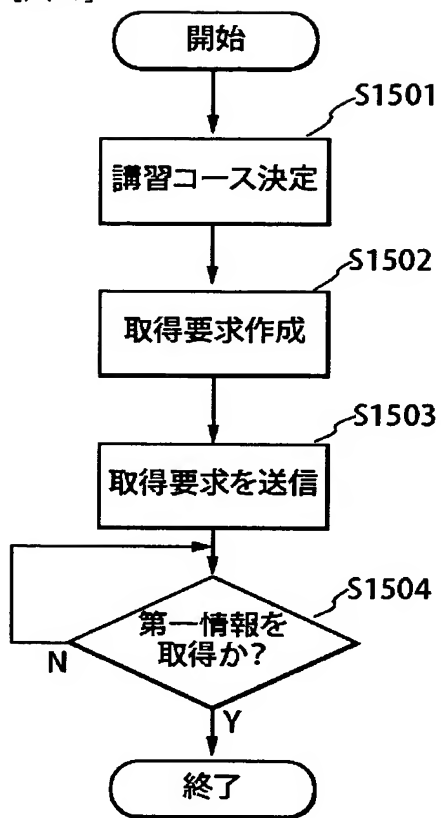 開始
S1501
講習コース決定
S1502
取得要求作成
S1503
取得要求を送信
S1504
第一情報を
取得か?
N
Y
終了